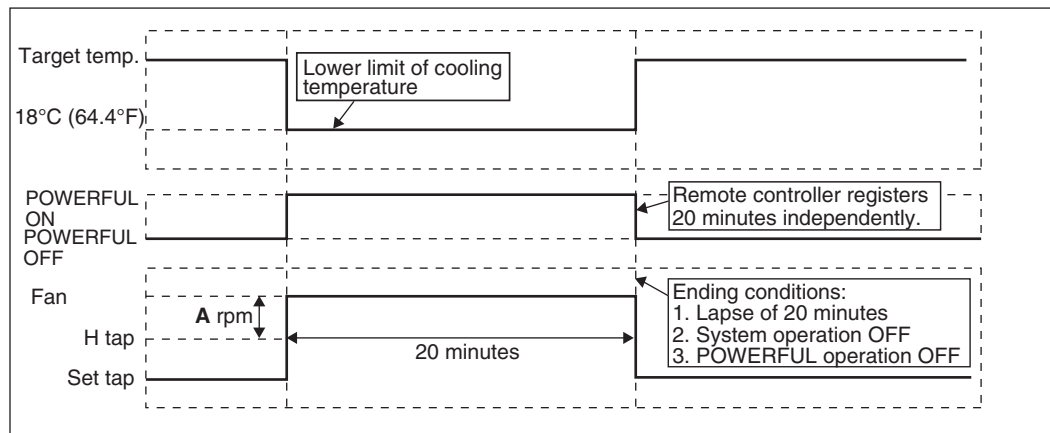 Target temp.
Lower limit of cooling
temperature
18°C (64.4°F)
POWERFUL
ON
POWERFUL
OFF
Remote controller registers
20 minutes independently.
Fan
A rpm
H tap
20 minutes
Set tap
Ending conditions:
1. Lapse of 20 minutes
2. System operation OFF
3. POWERFUL operation OFF